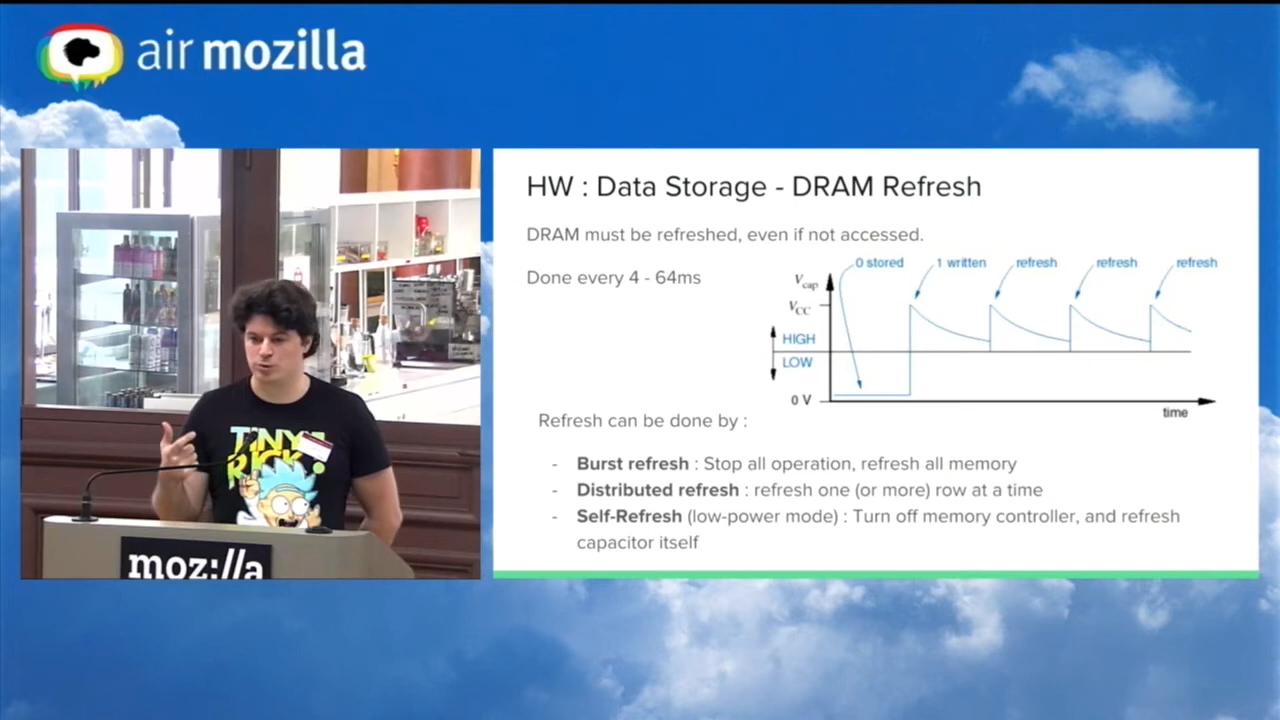 air mozilla
HW : Data Storage - DRAM Refresh
DRAM must be refreshed, even if not accessed.
Done every 4 - 64ms
0 stored
1 written
refresh
refresh
refresh
Vcap
VCC
HIGH
LOW
0 V
time
Refresh can be done by :
- Burst refresh : Stop all operation, refresh all memory
- Distributed refresh : refresh one (or more) row at a time
- Self-Refresh (low-power mode) : Turn off memory controller, and refresh
capacitor itself
TINY
RICK!
moz://a